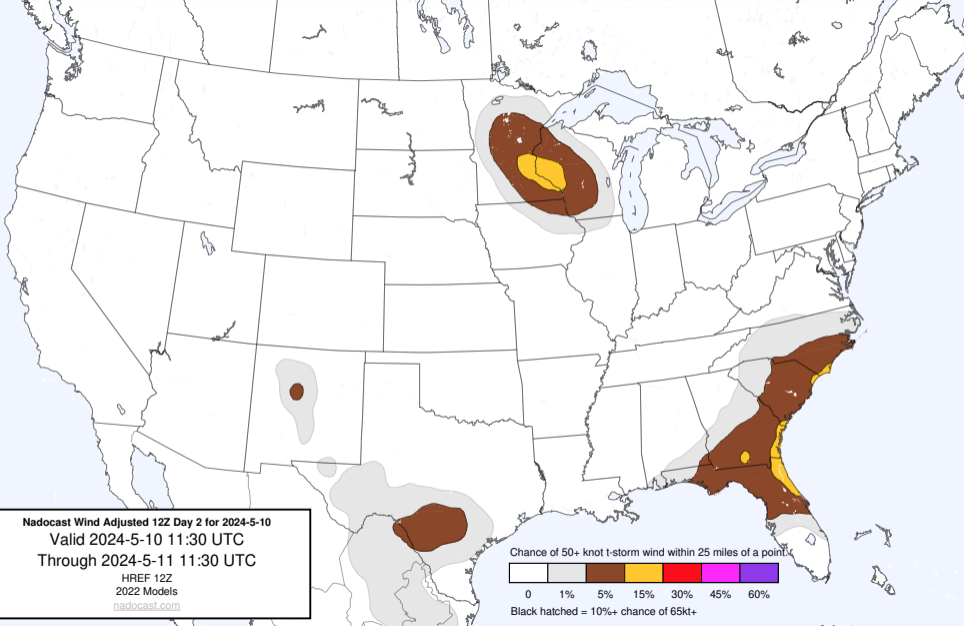 Nadocast Wind Adjusted 12Z Day 2 for 2024-5-10
Valid 2024-5-10 11:30 UTC
Through 2024-5-11 11:30 UTC
HREF 12Z
2022 Models
nadocast.com
Chance of 50+ knot t-storm wind within 25 miles of a point.
0 1% 5% 15% 30% 45% 60%
Black hatched = 10%+ chance of 65kt+